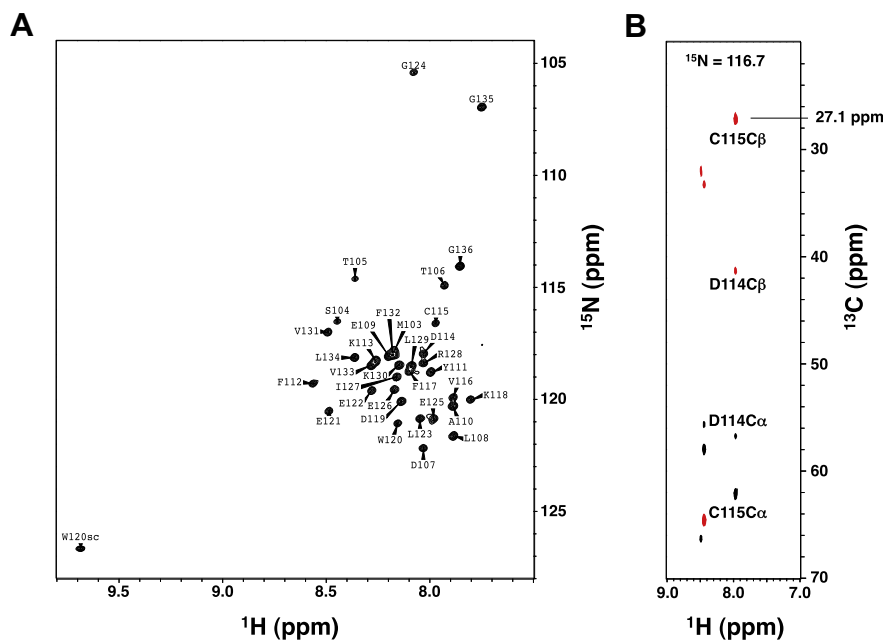 A
B
G124
G135
G136
T105
T106
S104
F132
C115
E109
M103
V131
K113
L129
D114
L134
R128
V133
K130
Y111
I127
V116
F112
F117
K118
E122
E126
E125
E121
D119
A110
W120
L123
L108
D107
W120sc
105
110
115
120
125
¹⁵N (ppm)
9.5
9.0
8.5
8.0
¹H (ppm)
¹⁵N = 116.7
27.1 ppm
C115Cβ
D114Cβ
D114Cα
C115Cα
30
40
50
60
70
¹³C (ppm)
9.0
8.0
7.0
¹H (ppm)